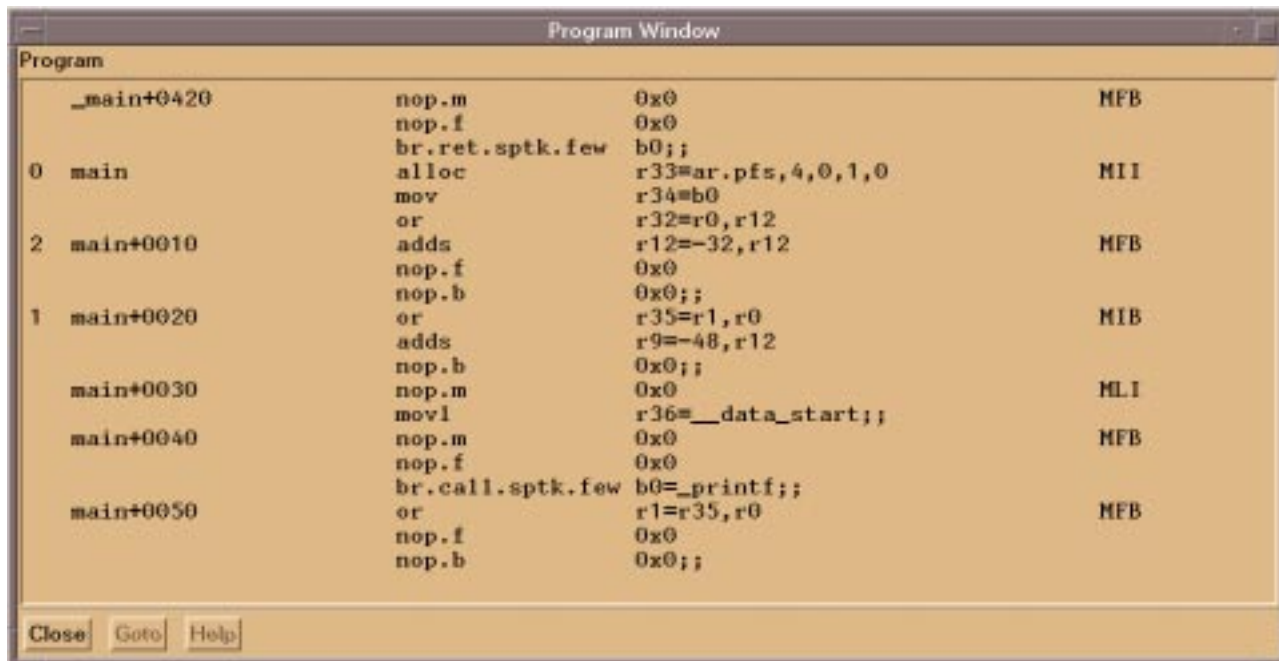 Program Window
Program
_main+0420 nop.m 0x0 MFB
nop.f 0x0
br.ret.sptk.few b0;;
0 main alloc r33=ar.pfs,4,0,1,0 MII
mov r34=b0
or r32=r0,r12
2 main+0010 adds r12=-32,r12 MFB
nop.f 0x0
nop.b 0x0;;
1 main+0020 or r35=r1,r0 MIB
adds r9=-48,r12
nop.b 0x0;;
main+0030 nop.m 0x0 MLI
movl r36=__data_start;;
main+0040 nop.m 0x0 MFB
nop.f 0x0
br.call.sptk.few b0=_printf;;
main+0050 or r1=r35,r0 MFB
nop.f 0x0
nop.b 0x0;;
Close Goto Help